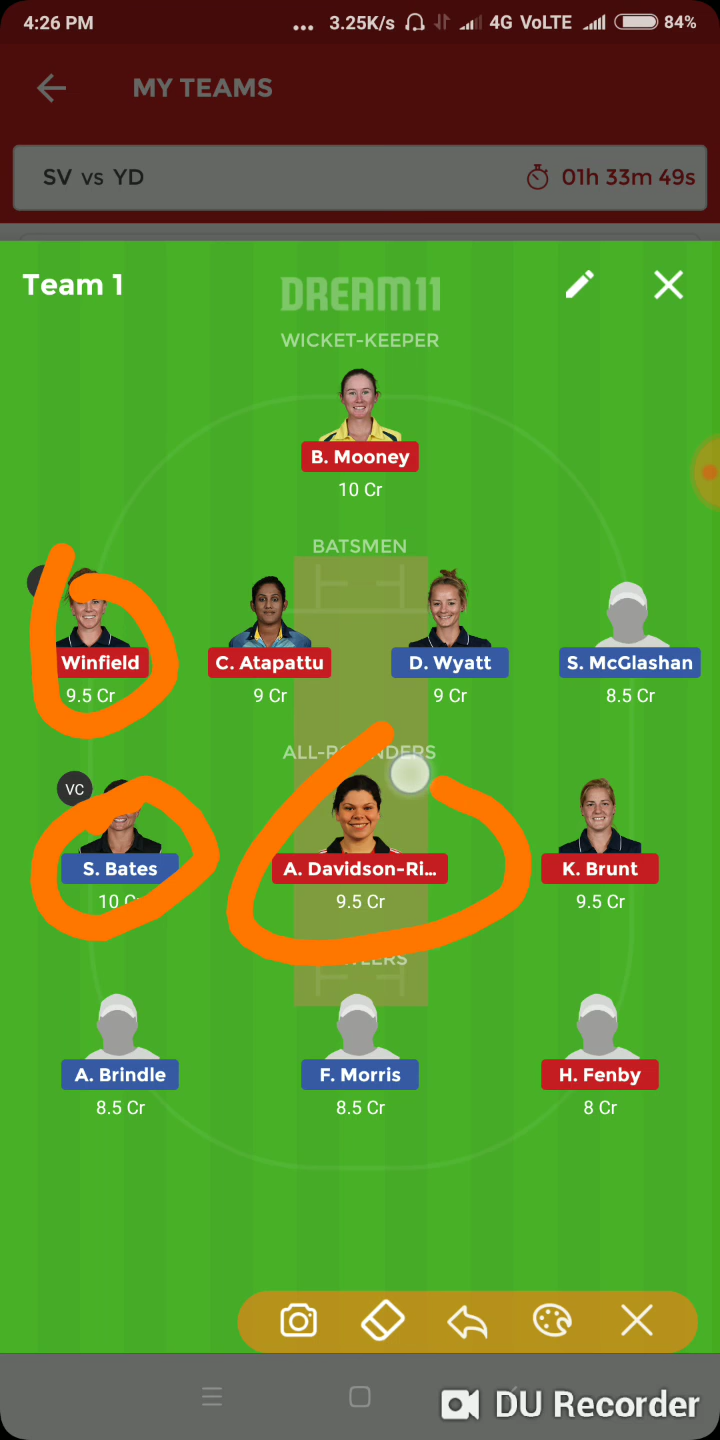 4:26 PM ... 3.25K/s 4G VoLTE 84%
MY TEAMS
SV vs YD 01h 33m 49s
Team 1 DREAM11
WICKET-KEEPER
B. Mooney
10 Cr
BATSMEN
Winfield C. Atapattu D. Wyatt S. McGlashan
9.5 Cr 9 Cr 9 Cr 8.5 Cr
ALL-
VC
S. Bates A. Davidson-Ri... K. Brunt
10 9.5 Cr 9.5 Cr
A. Brindle F. Morris H. Fenby
8.5 Cr 8.5 Cr 8 Cr
DU Recorder